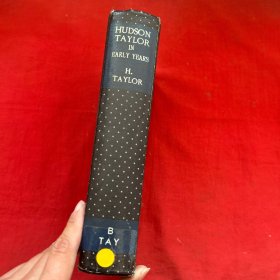 HUDSON
TAYLOR
IN
EARLY YEARS
H.
TAYLOR
B
TAY